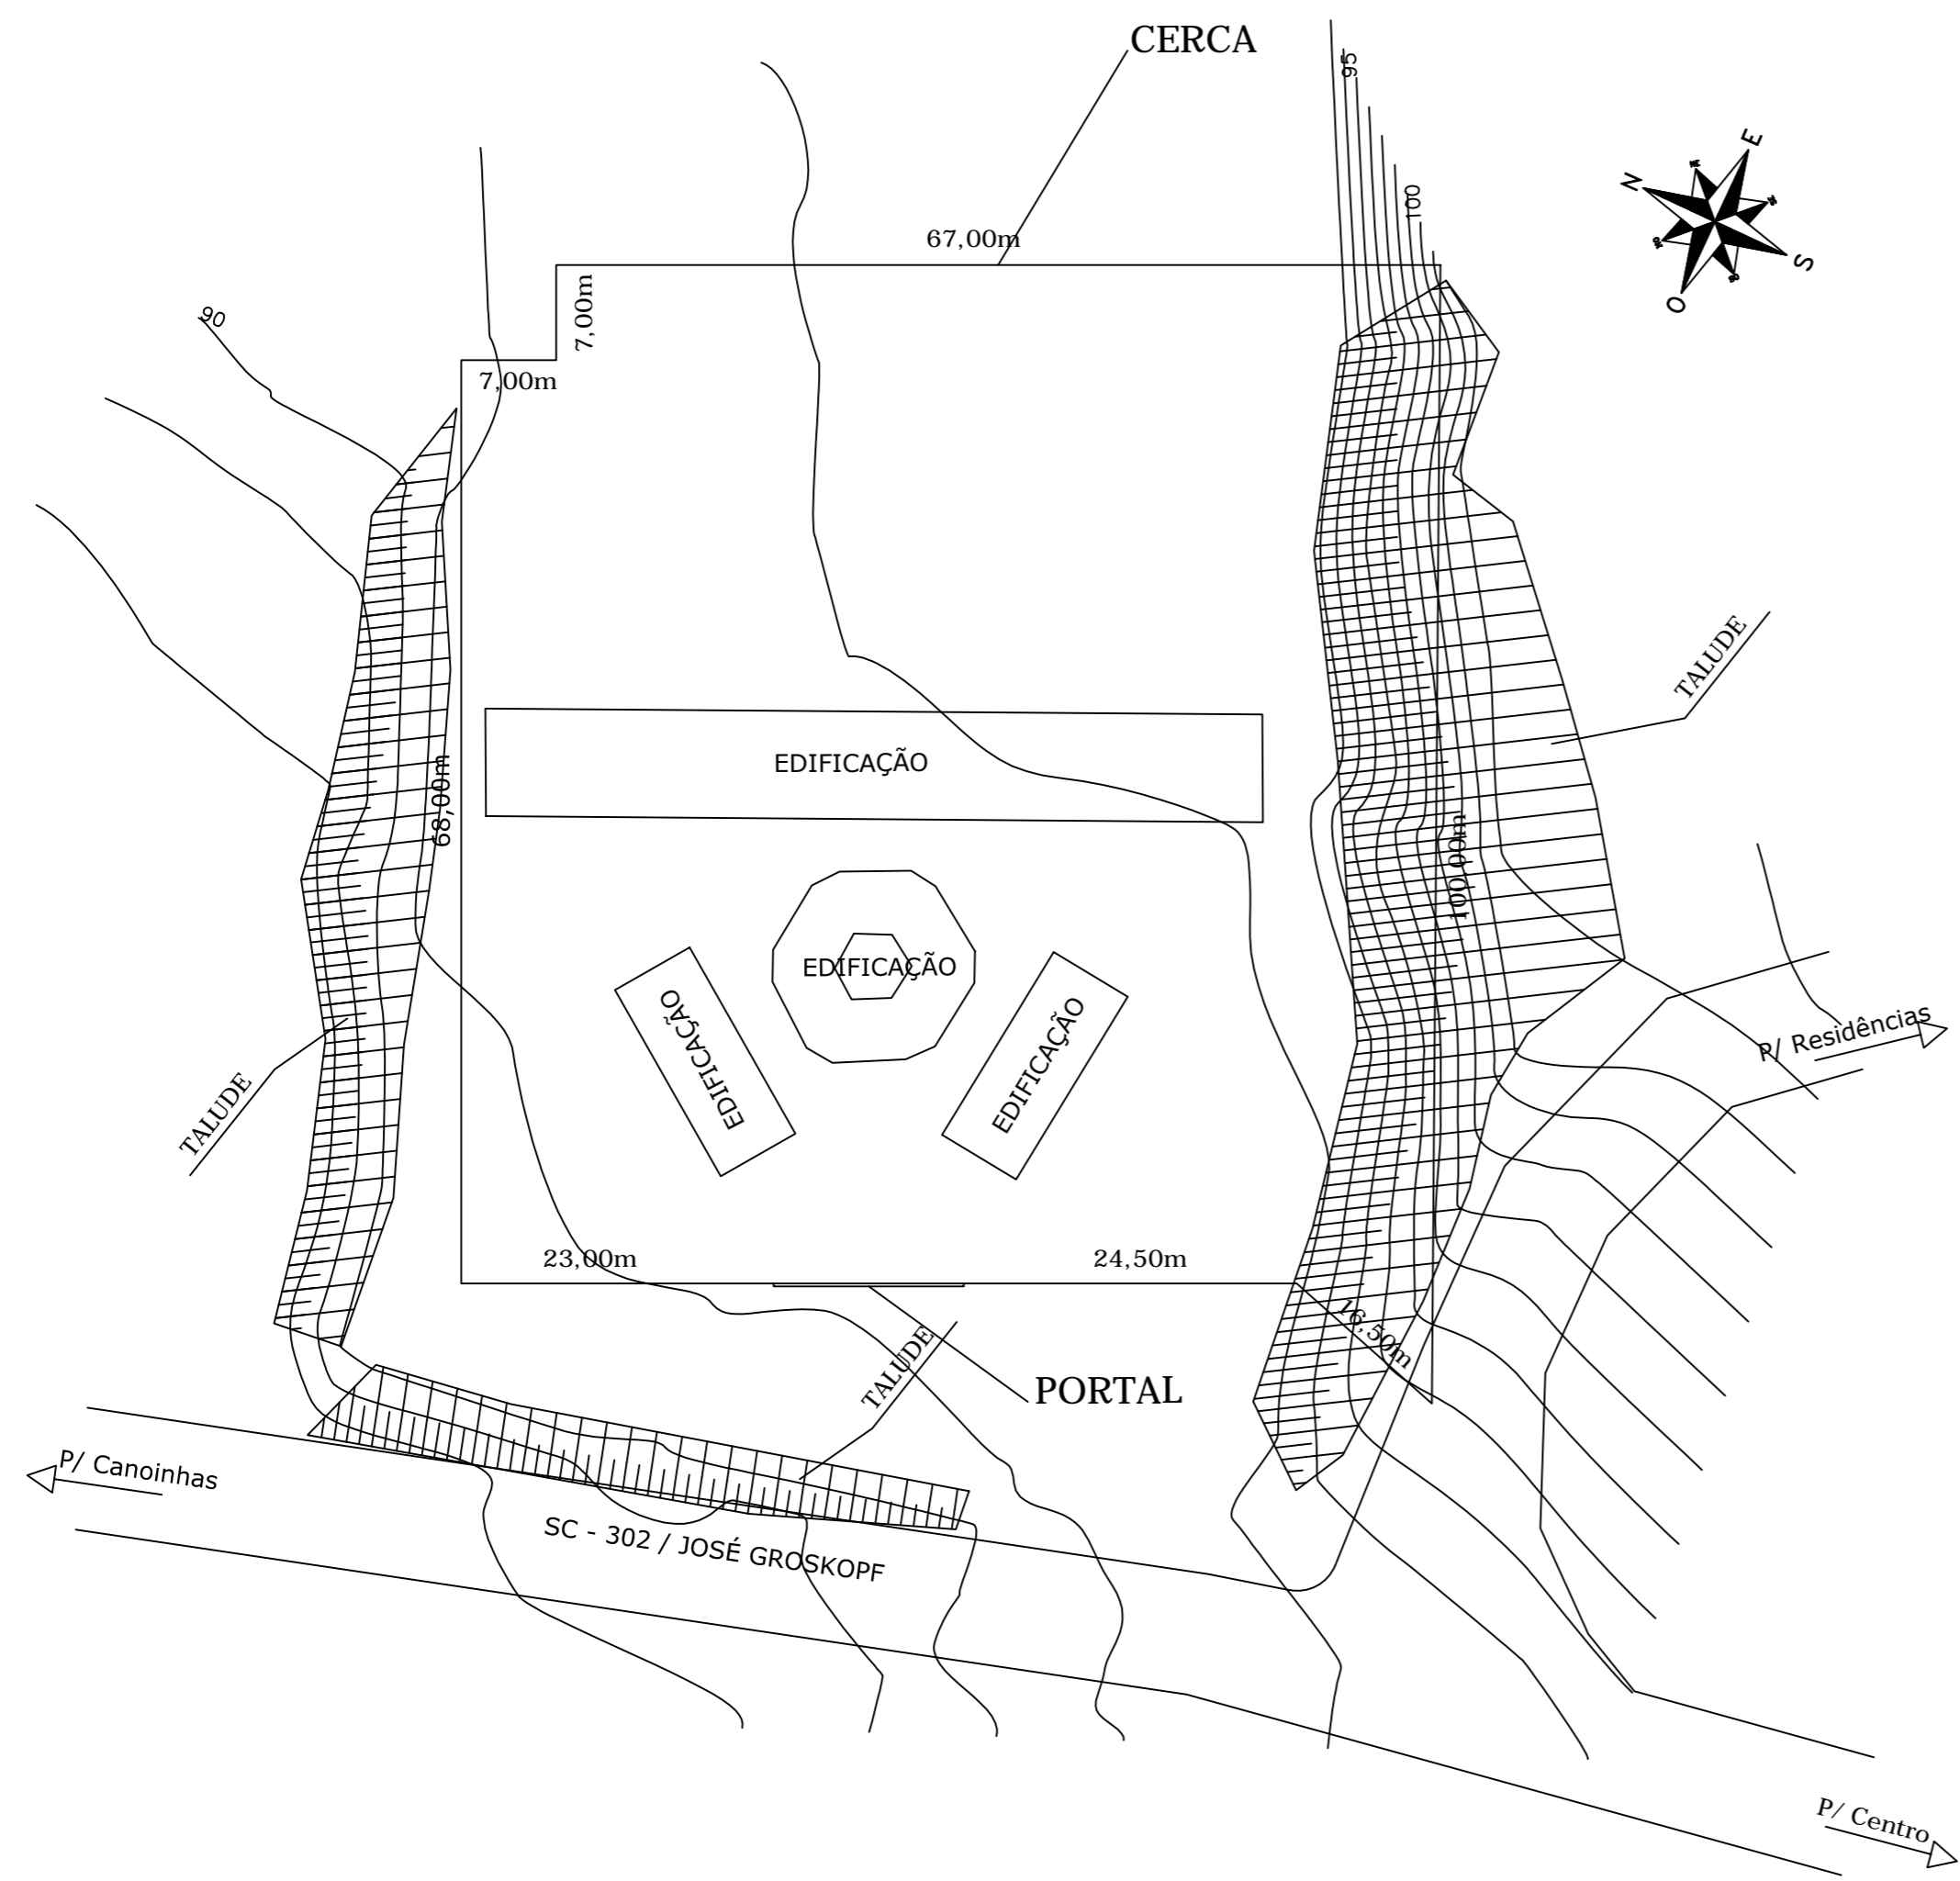 CERCA
95
E
N
100
S
O
67,00m
7,00m
90
7,00m
TALUDE
EDIFICAÇÃO
68,00m
100,00m
EDIFICAÇÃO
EDIFICAÇÃO
EDIFICAÇÃO
P/ Residências
TALUDE
23,00m
24,50m
16,50m
TALUDE
PORTAL
P/ Canoinhas
SC - 302 / JOSÉ GROSKOPF
P/ Centro